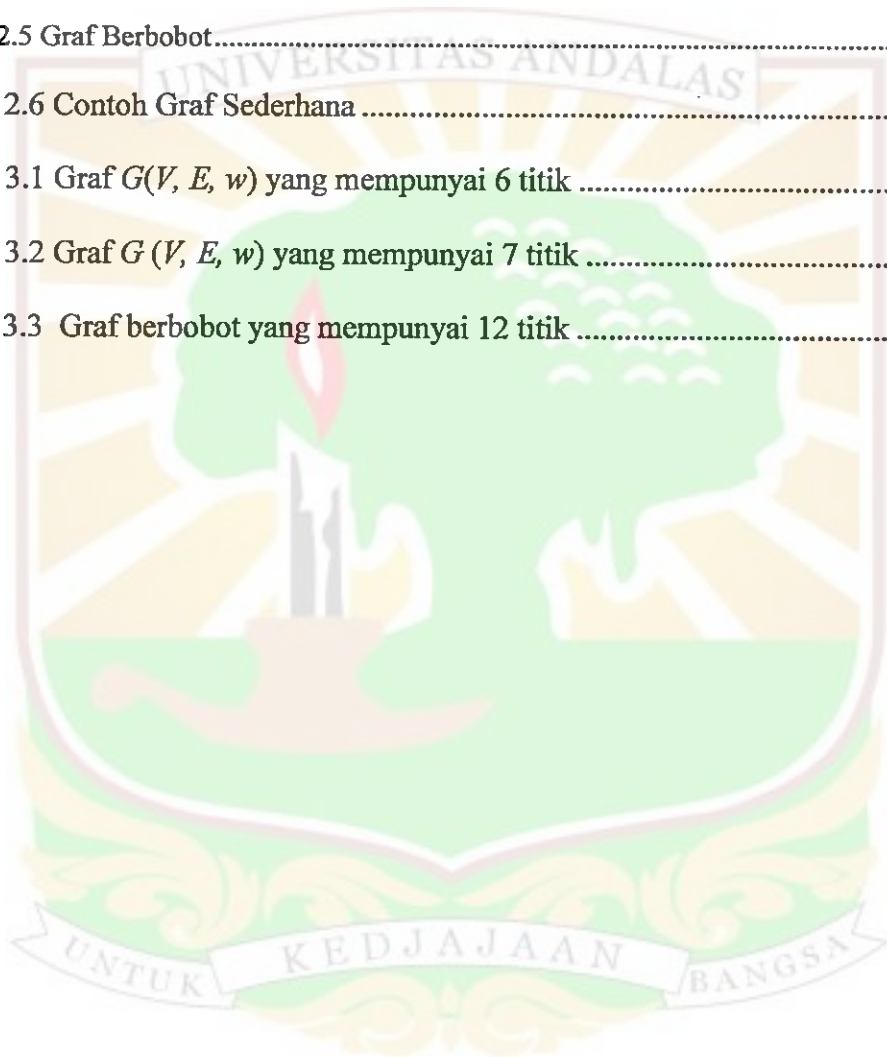 2.5 Graf Berbobot..........................................................................................
UNIVERSITAS ANDALAS
2.6 Contoh Graf Sederhana ..........................................................................
3.1 Graf G(V, E, w) yang mempunyai 6 titik ...........................................
3.2 Graf G (V, E, w) yang mempunyai 7 titik ..........................................
3.3 Graf berbobot yang mempunyai 12 titik ............................................
UNTUK KEDJAJAAN BANGSA